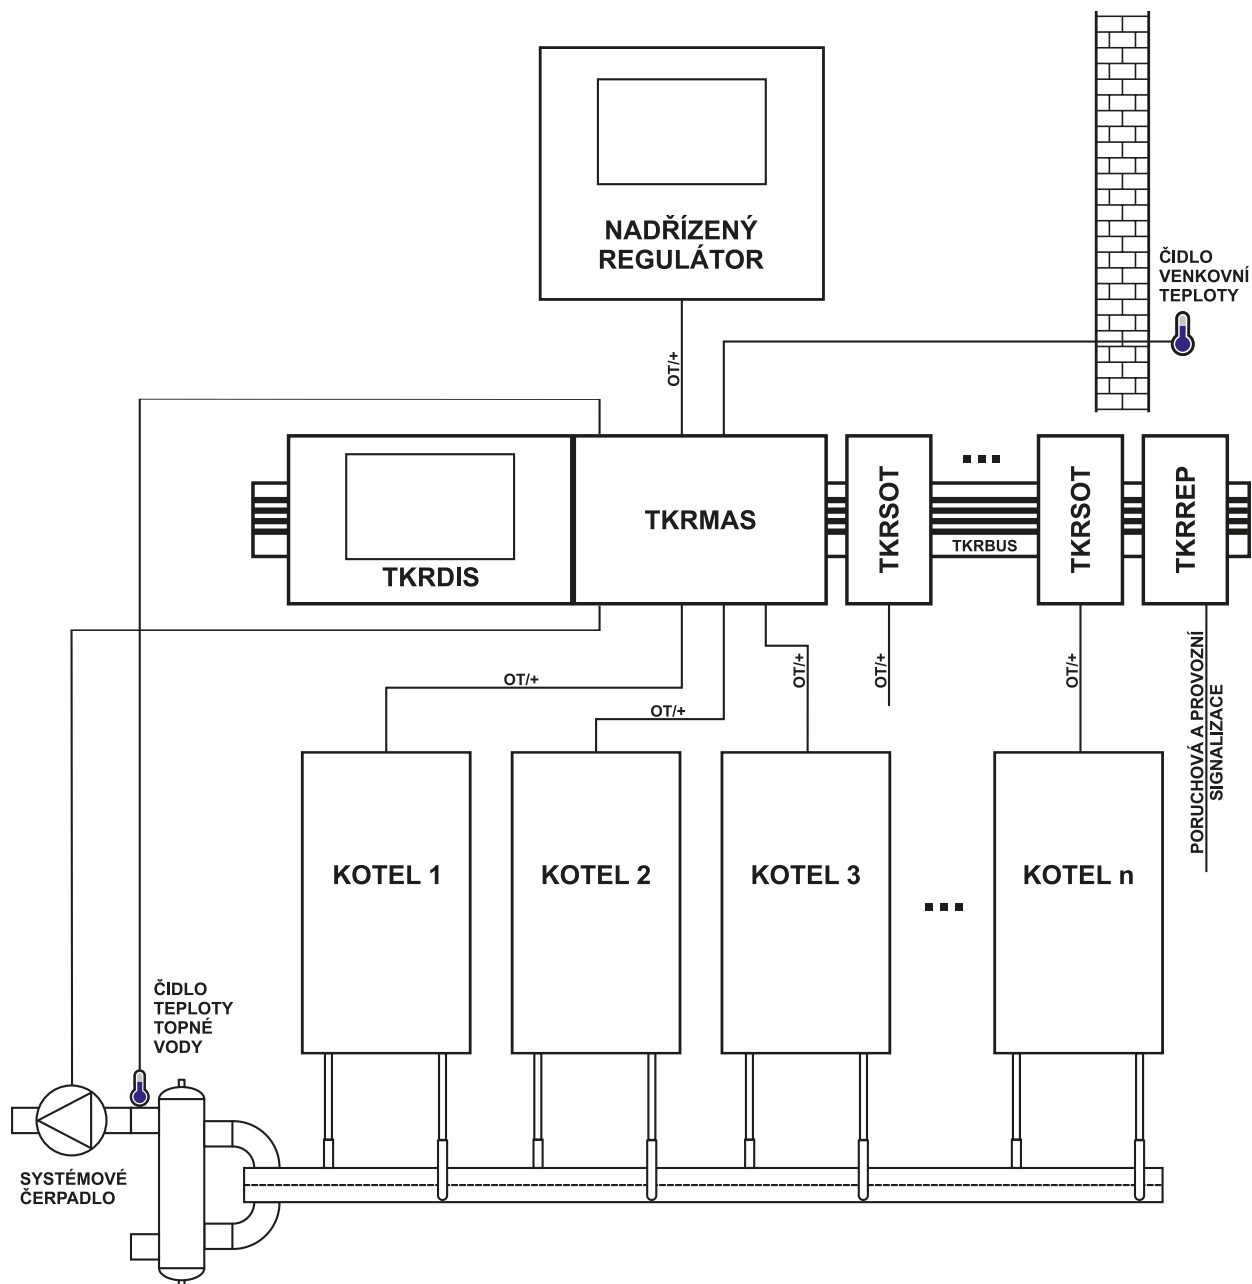 NADŘÍZENÝ
REGULÁTOR
ČIDLO
VENKOVNÍ
TEPLOTY
OT/+
TKRDIS
TKRMAS
TKRSOT
TKRBUS
TKRSOT
TKRREP
OT/+
OT/+
OT/+
OT/+
OT/+
PORUCHOVÁ A PROVOZNÍ
SIGNALIZACE
KOTEL 1
KOTEL 2
KOTEL 3
KOTEL n
ČIDLO
TEPLOTY
TOPNÉ
VODY
SYSTÉMOVÉ
ČERPADLO